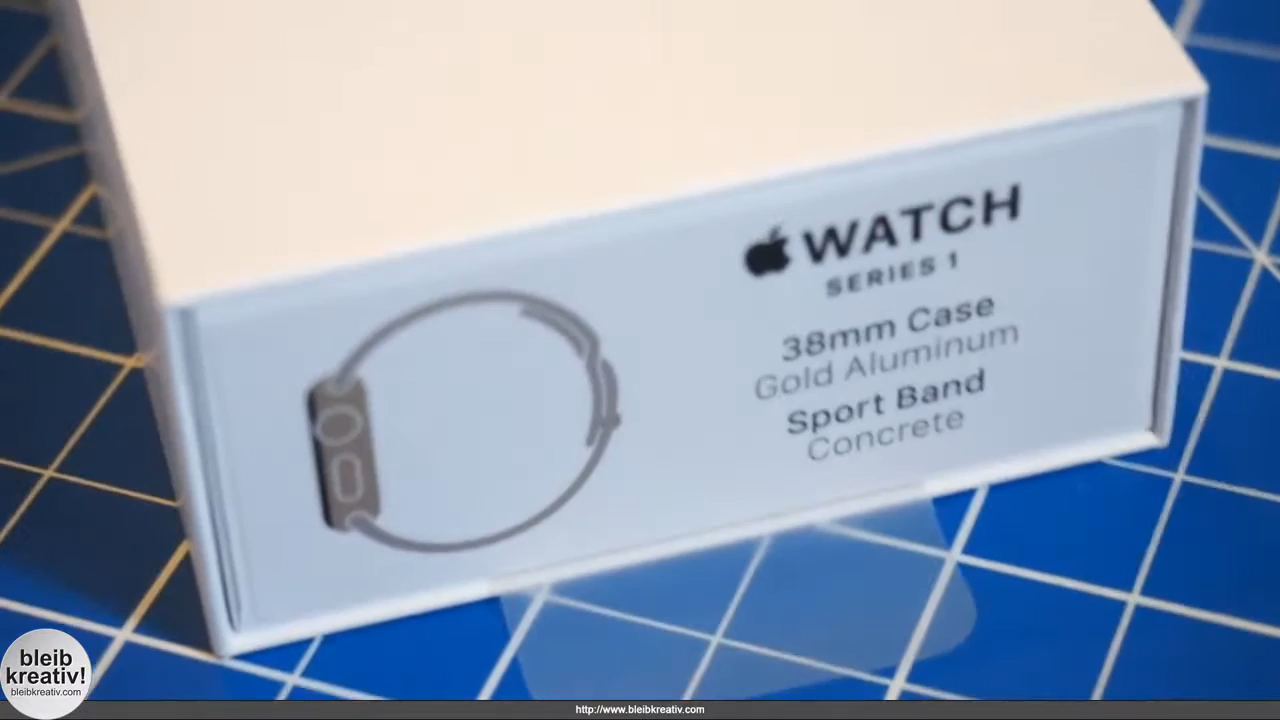 WATCH
SERIES 1
38mm Case
Gold Aluminum
Sport Band
Concrete
bleib
kreativ!
bleibkreativ.com
http://www.bleibkreativ.com